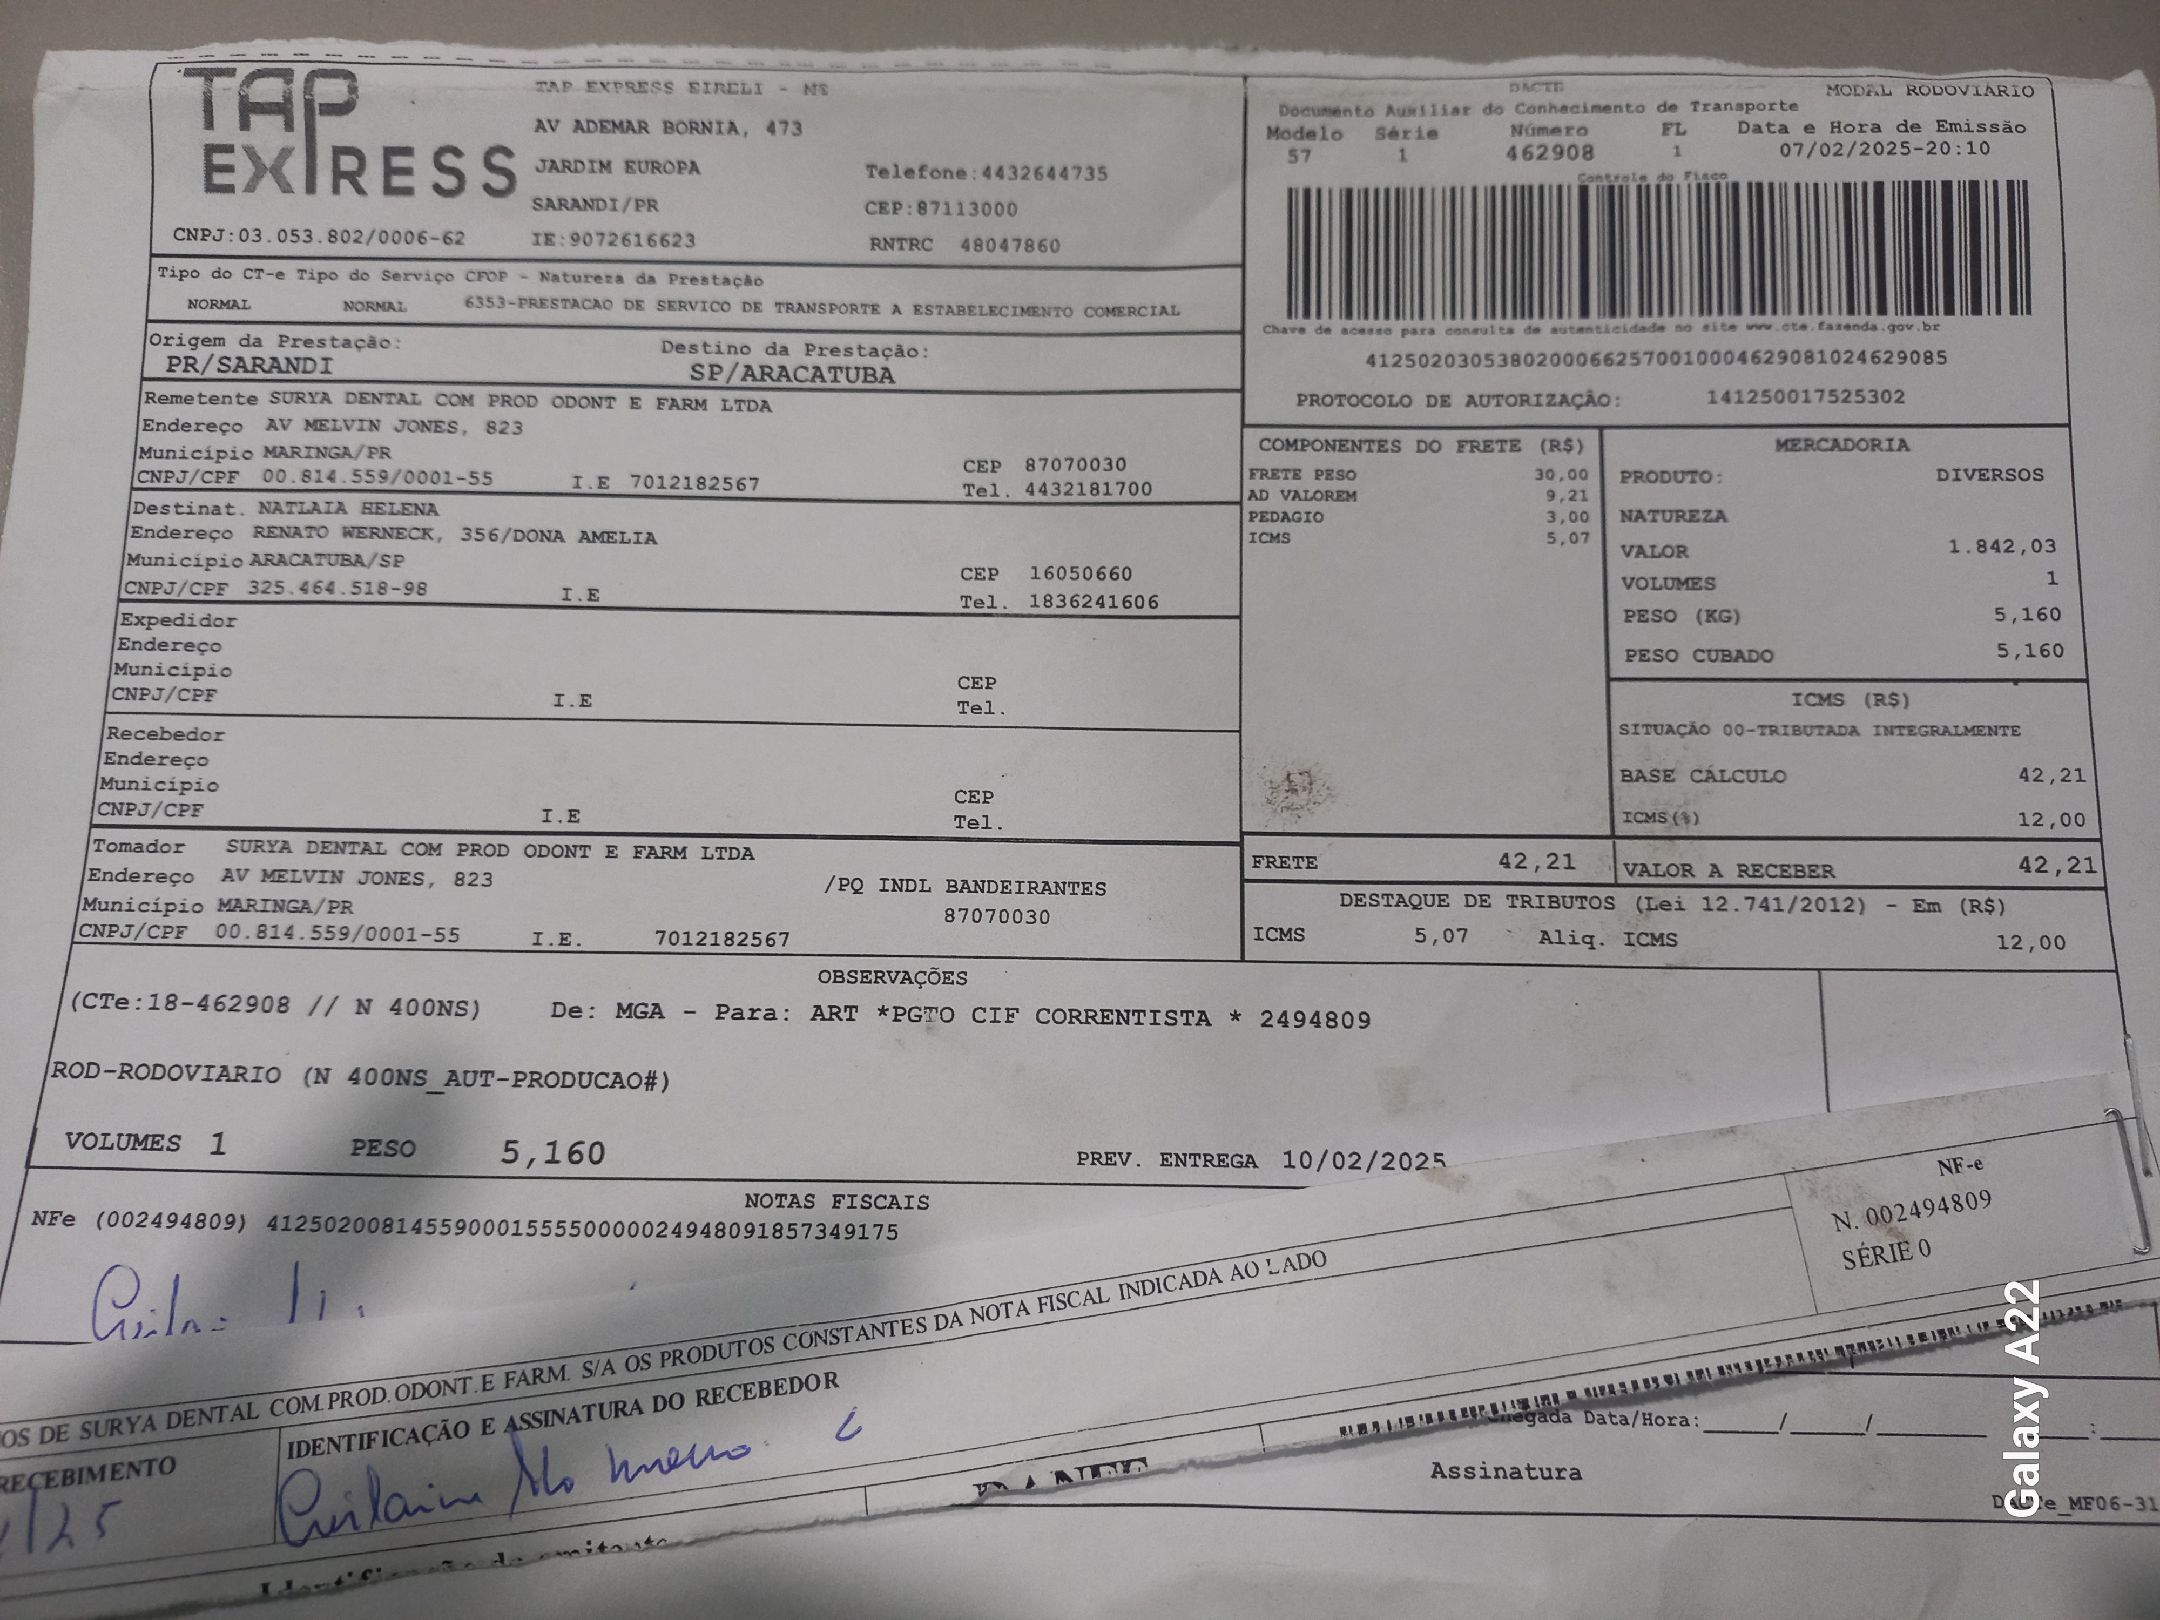 TAP EXPRESS
TAP EXPRESS EIRELI - MS
AV ADEMAR BORNIA, 473
JARDIM EUROPA Telefone:4432644735
SARANDI/PR CEP:87113000
CNPJ:03.053.802/0006-62 IE:9072616623 RNTRC 48047860
DACTE MODAL RODOVIÁRIO
Documento Auxiliar do Conhecimento de Transporte
Modelo Série Número FL Data e Hora de Emissão
57 1 462908 1 07/02/2025-20:10
Controle do Fisco
Chave de acesso para consulta de autenticidade no site www.cte.fazenda.gov.br
41250203053802000662570010004629081024629085
PROTOCOLO DE AUTORIZAÇÃO: 141250017525302
Tipo do CT-e Tipo do Serviço CFOP - Natureza da Prestação
NORMAL NORMAL 6353-PRESTACAO DE SERVICO DE TRANSPORTE A ESTABELECIMENTO COMERCIAL
Origem da Prestação: Destino da Prestação:
PR/SARANDI SP/ARACATUBA
Remetente SURYA DENTAL COM PROD ODONT E FARM LTDA
Endereço AV MELVIN JONES, 823
Município MARINGA/PR CEP 87070030
CNPJ/CPF 00.814.559/0001-55 I.E 7012182567 Tel. 4432181700
Destinat. NATLAIA HELENA
Endereço RENATO WERNECK, 356/DONA AMELIA
Município ARACATUBA/SP CEP 16050660
CNPJ/CPF 325.464.518-98 I.E Tel. 1836241606
Expedidor
Endereço
Município CEP
CNPJ/CPF I.E Tel.
Recebedor
Endereço
Município CEP
CNPJ/CPF I.E Tel.
Tomador SURYA DENTAL COM PROD ODONT E FARM LTDA
Endereço AV MELVIN JONES, 823 /PQ INDL BANDEIRANTES
Município MARINGA/PR 87070030
CNPJ/CPF 00.814.559/0001-55 I.E. 7012182567
COMPONENTES DO FRETE (R$)
FRETE PESO 30,00
AD VALOREM 9,21
PEDAGIO 3,00
ICMS 5,07
MERCADORIA
PRODUTO: DIVERSOS
NATUREZA
VALOR 1.842,03
VOLUMES 1
PESO (KG) 5,160
PESO CUBADO 5,160
ICMS (R$)
SITUAÇÃO 00-TRIBUTADA INTEGRALMENTE
BASE CÁLCULO 42,21
ICMS(%) 12,00
FRETE 42,21 VALOR A RECEBER 42,21
DESTAQUE DE TRIBUTOS (Lei 12.741/2012) - Em (R$)
ICMS 5,07 Aliq. ICMS 12,00
OBSERVAÇÕES
(CTe:18-462908 // N 400NS) De: MGA - Para: ART *PGTO CIF CORRENTISTA * 2494809
ROD-RODOVIARIO (N 400NS_AUT-PRODUCAO#)
VOLUMES 1 PESO 5,160 PREV. ENTREGA 10/02/2025
NOTAS FISCAIS
NFe (002494809) 41250200814559000155550000024948091857349175
NF-e
N. 002494809
SÉRIE 0
OS DE SURYA DENTAL COM.PROD.ODONT.E FARM. S/A OS PRODUTOS CONSTANTES DA NOTA FISCAL INDICADA AO LADO
RECEBIMENTO IDENTIFICAÇÃO E ASSINATURA DO RECEBEDOR
/25
Chegada Data/Hora:____/____/____ :
Assinatura
DACTe_MF06-31
Galaxy A22